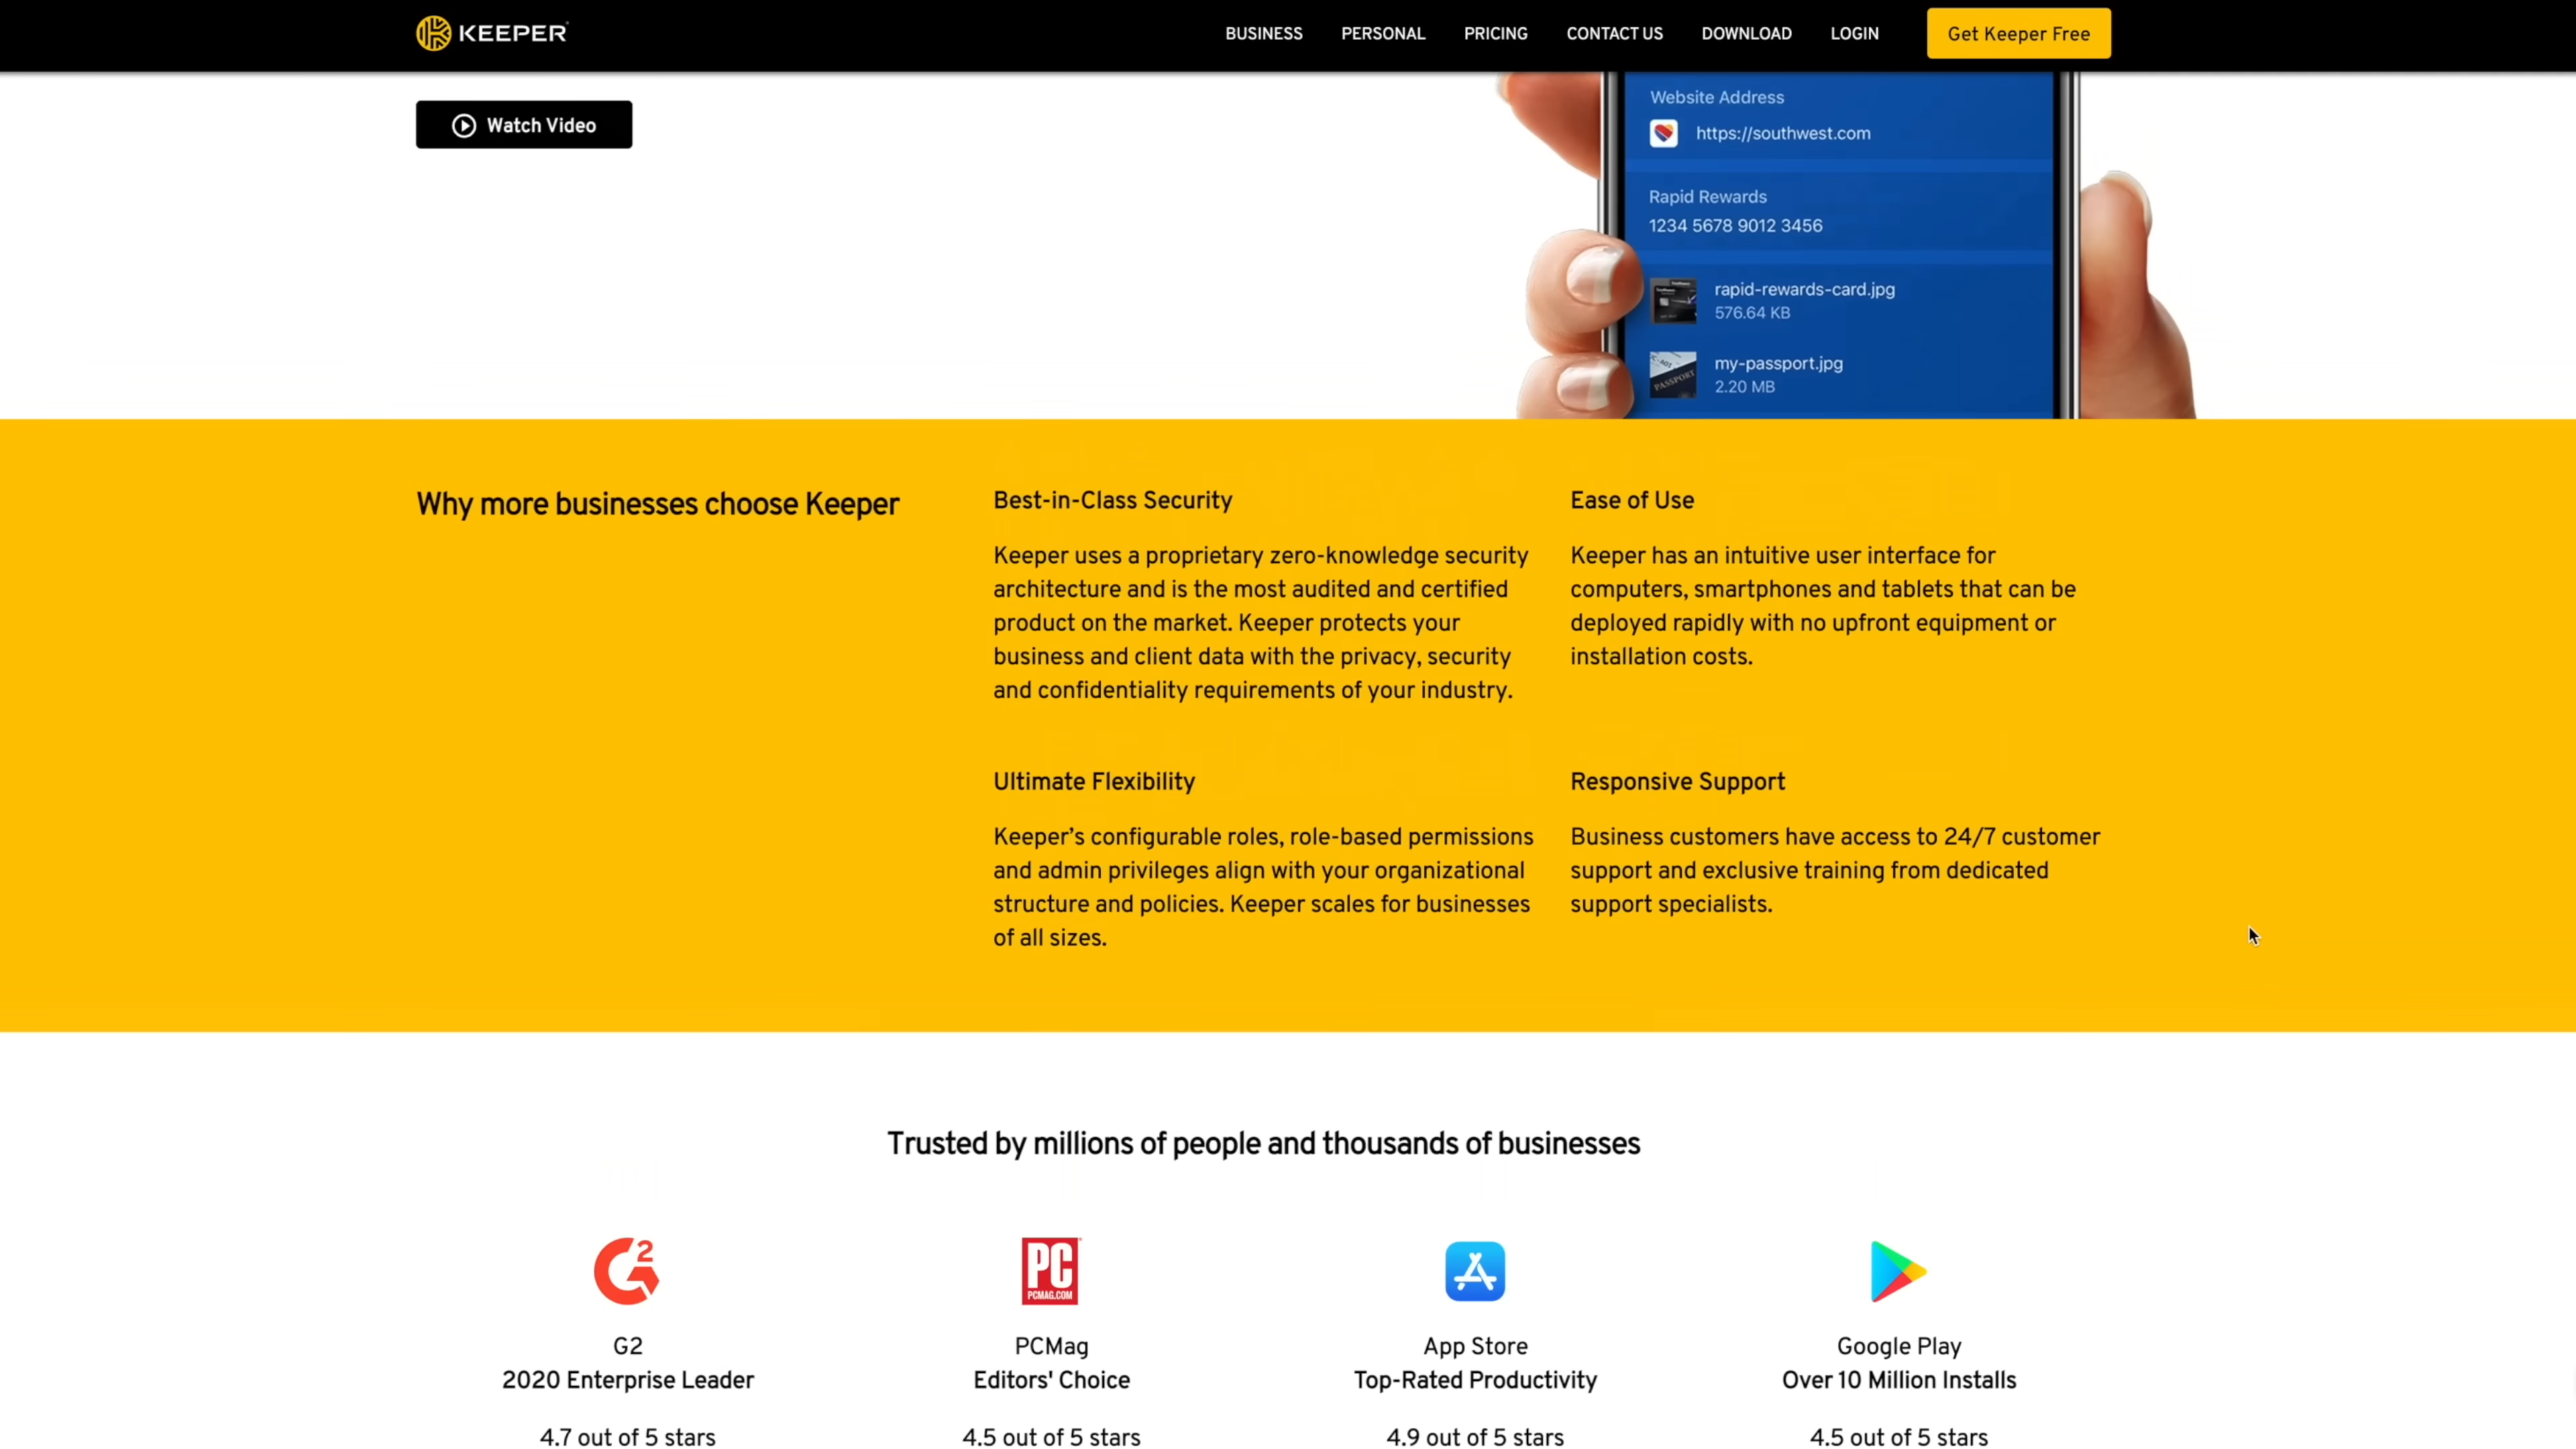 KEEPER
BUSINESS
PERSONAL
PRICING
CONTACT US
DOWNLOAD
LOGIN
Get Keeper Free
Watch Video
Website Address
https://southwest.com
Rapid Rewards
1234 5678 9012 3456
rapid-rewards-card.jpg
576.64 KB
PASSPORT
my-passport.jpg
2.20 MB
Why more businesses choose Keeper
Best-in-Class Security
Keeper uses a proprietary zero-knowledge security
architecture and is the most audited and certified
product on the market. Keeper protects your
business and client data with the privacy, security
and confidentiality requirements of your industry.
Ease of Use
Keeper has an intuitive user interface for
computers, smartphones and tablets that can be
deployed rapidly with no upfront equipment or
installation costs.
Ultimate Flexibility
Keeper’s configurable roles, role-based permissions
and admin privileges align with your organizational
structure and policies. Keeper scales for businesses
of all sizes.
Responsive Support
Business customers have access to 24/7 customer
support and exclusive training from dedicated
support specialists.
Trusted by millions of people and thousands of businesses
G2
2020 Enterprise Leader
4.7 out of 5 stars
PC
PCMAG.COM
PCMag
Editors' Choice
4.5 out of 5 stars
App Store
Top-Rated Productivity
4.9 out of 5 stars
Google Play
Over 10 Million Installs
4.5 out of 5 stars